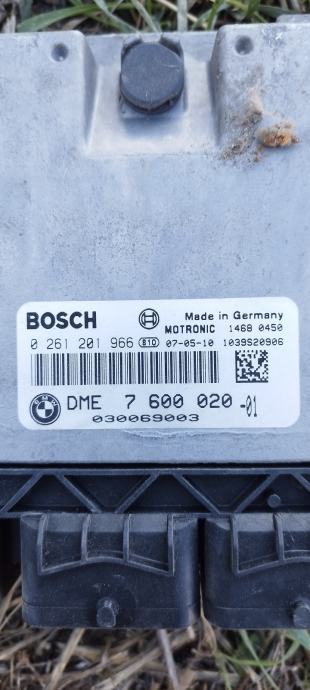 BOSCH
Made in Germany
MOTRONIC 1468 0450
0 261 201 966 810 07-05-10 1039S20906
BMW
DME 7 600 020 -01
030069003